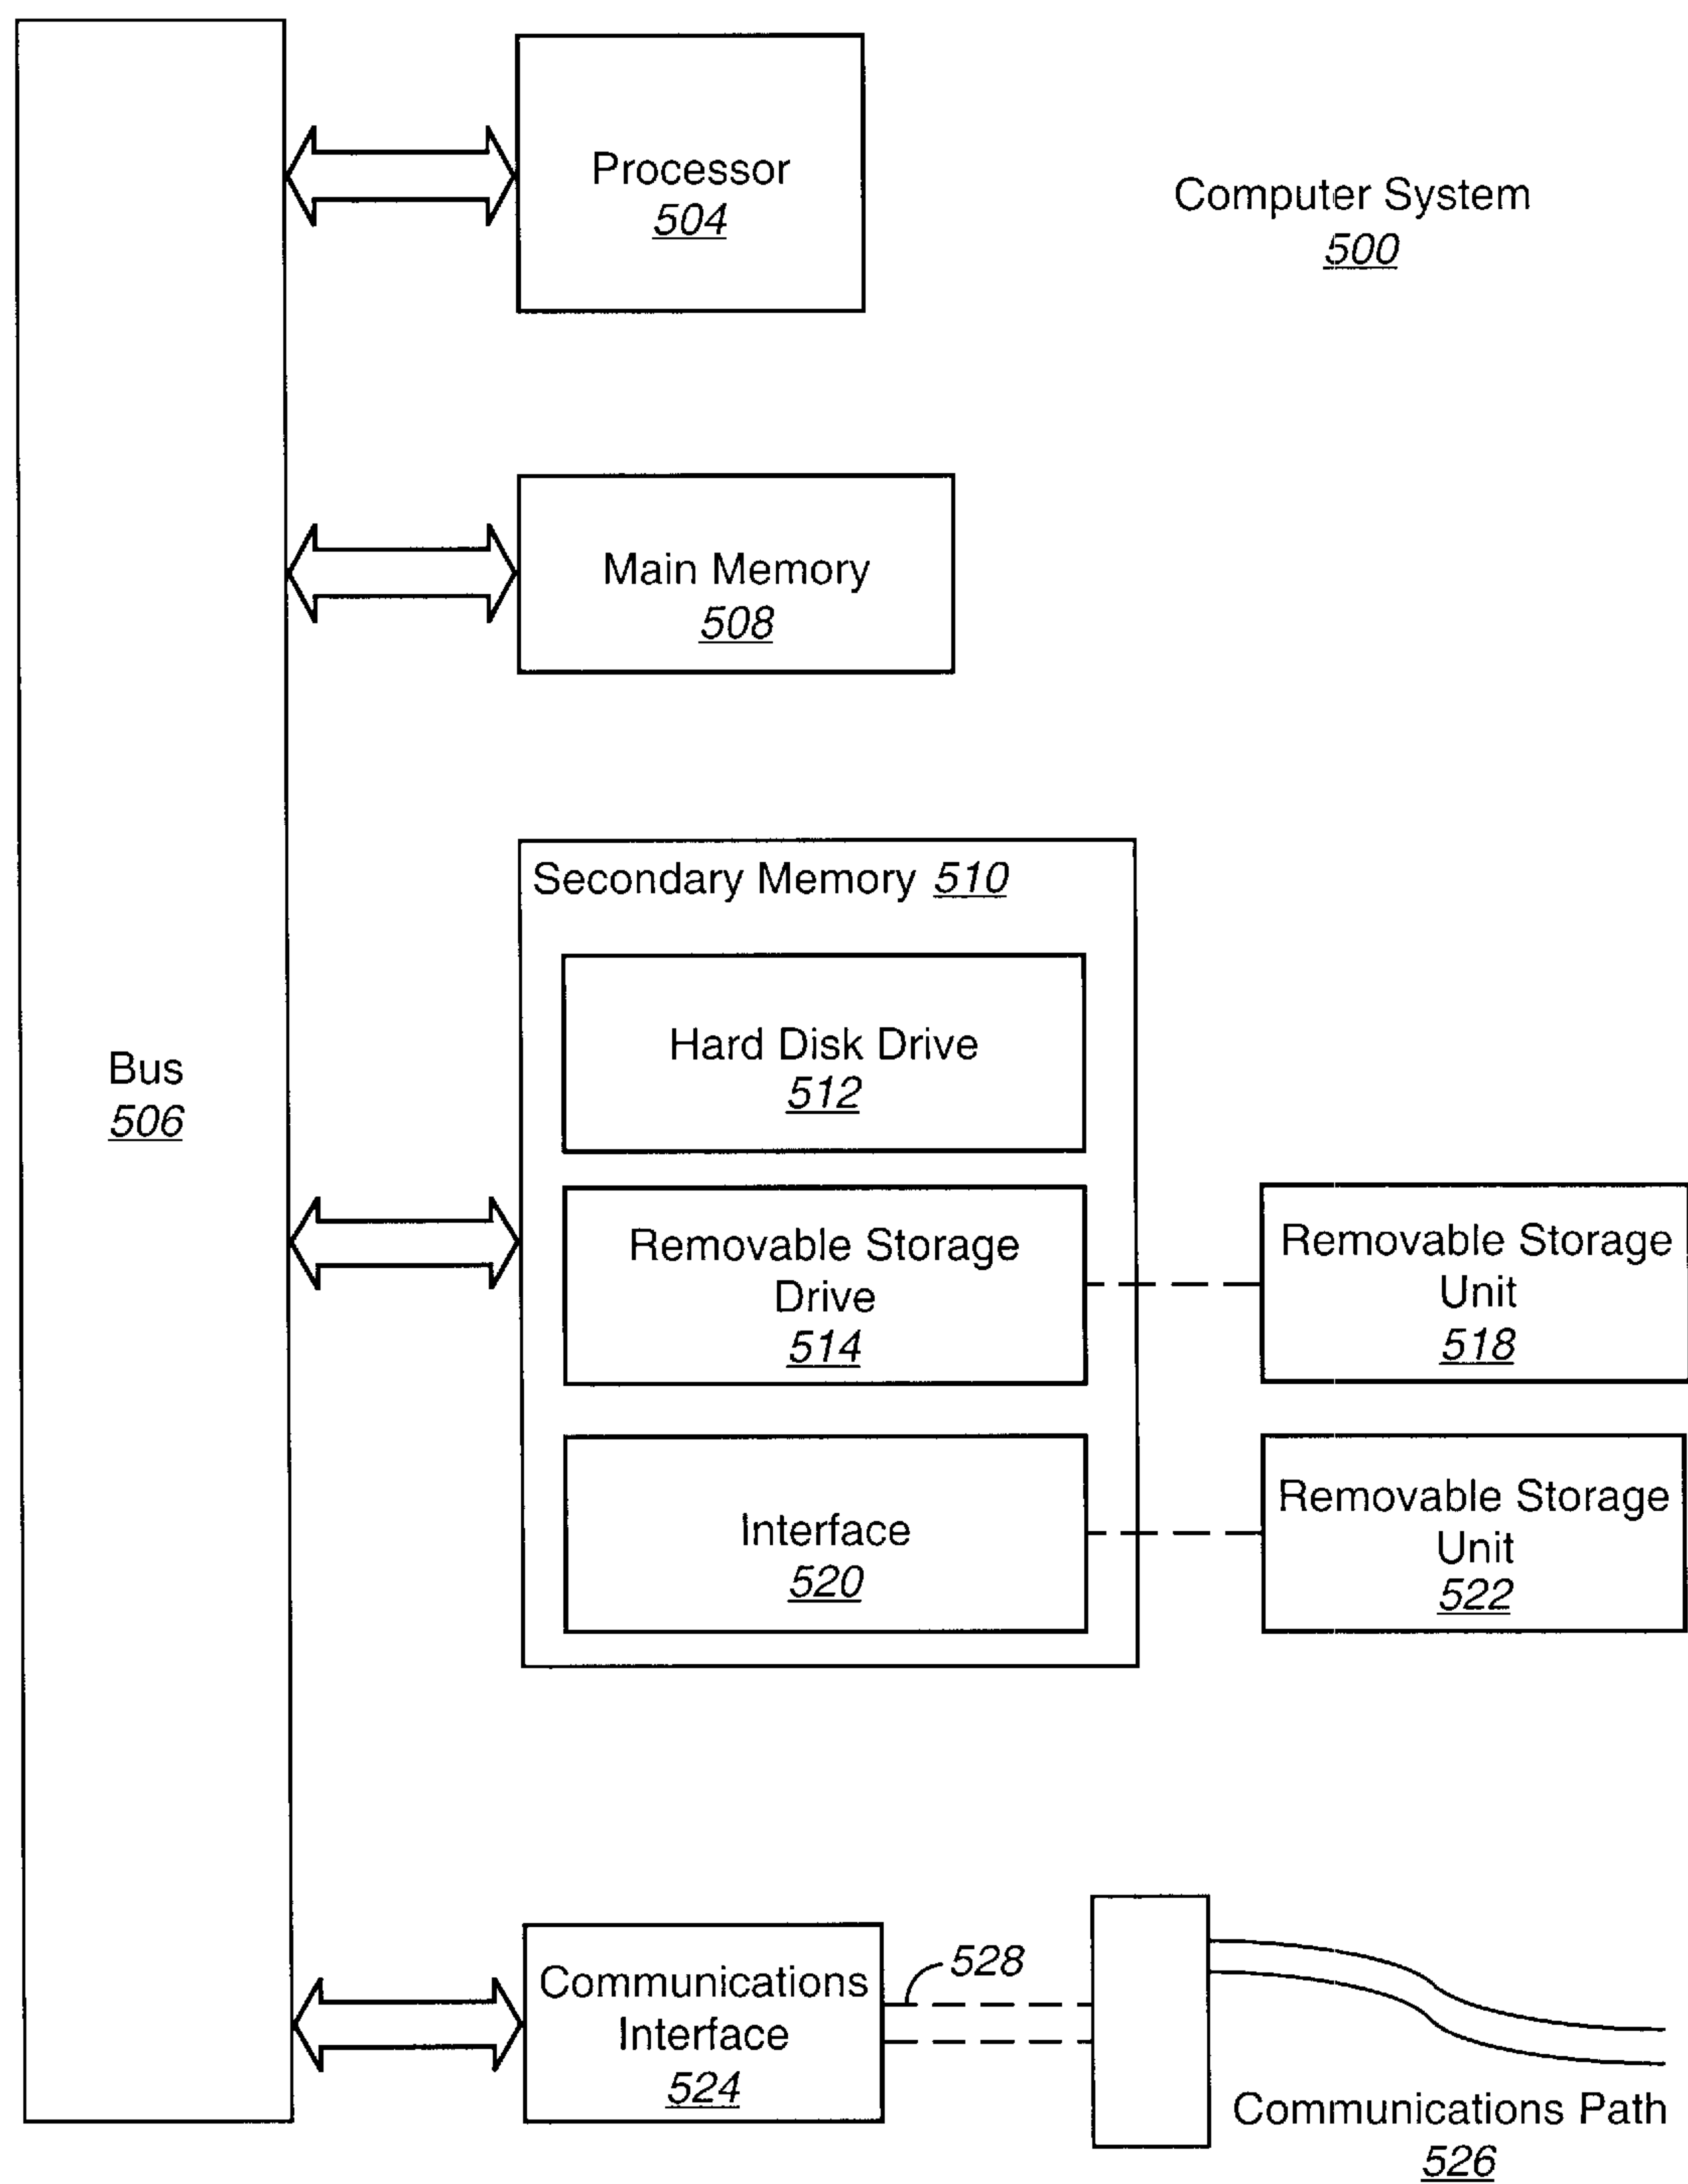 Processor
504
Computer System
500
Main Memory
508
Secondary Memory 510
Hard Disk Drive
512
Bus
506
Removable Storage
Drive
514
Removable Storage
Unit
518
Interface
520
Removable Storage
Unit
522
528
Communications
Interface
524
Communications Path
526